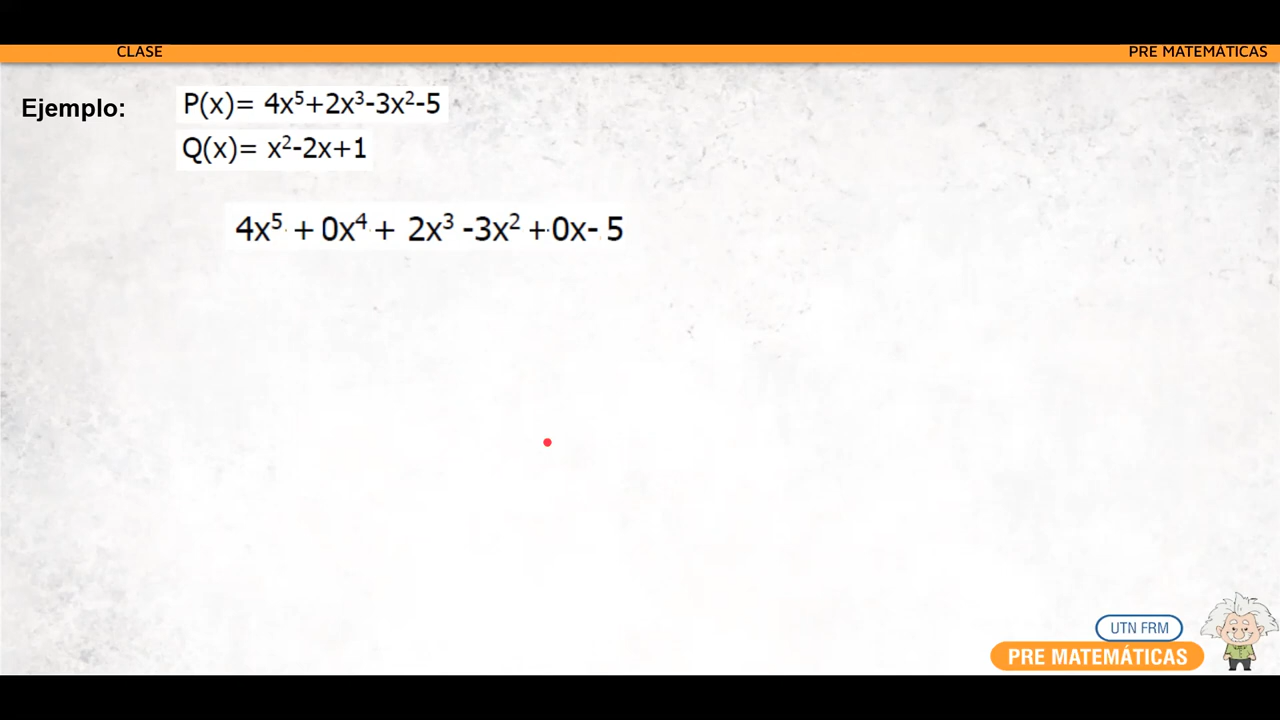 CLASE
PRE MATEMÁTICAS
Ejemplo:
P(x)= 4x⁵+2x³-3x²-5
Q(x)= x²-2x+1
4x⁵ + 0x⁴ + 2x³ -3x² +0x- 5
UTN FRM
PRE MATEMÁTICAS